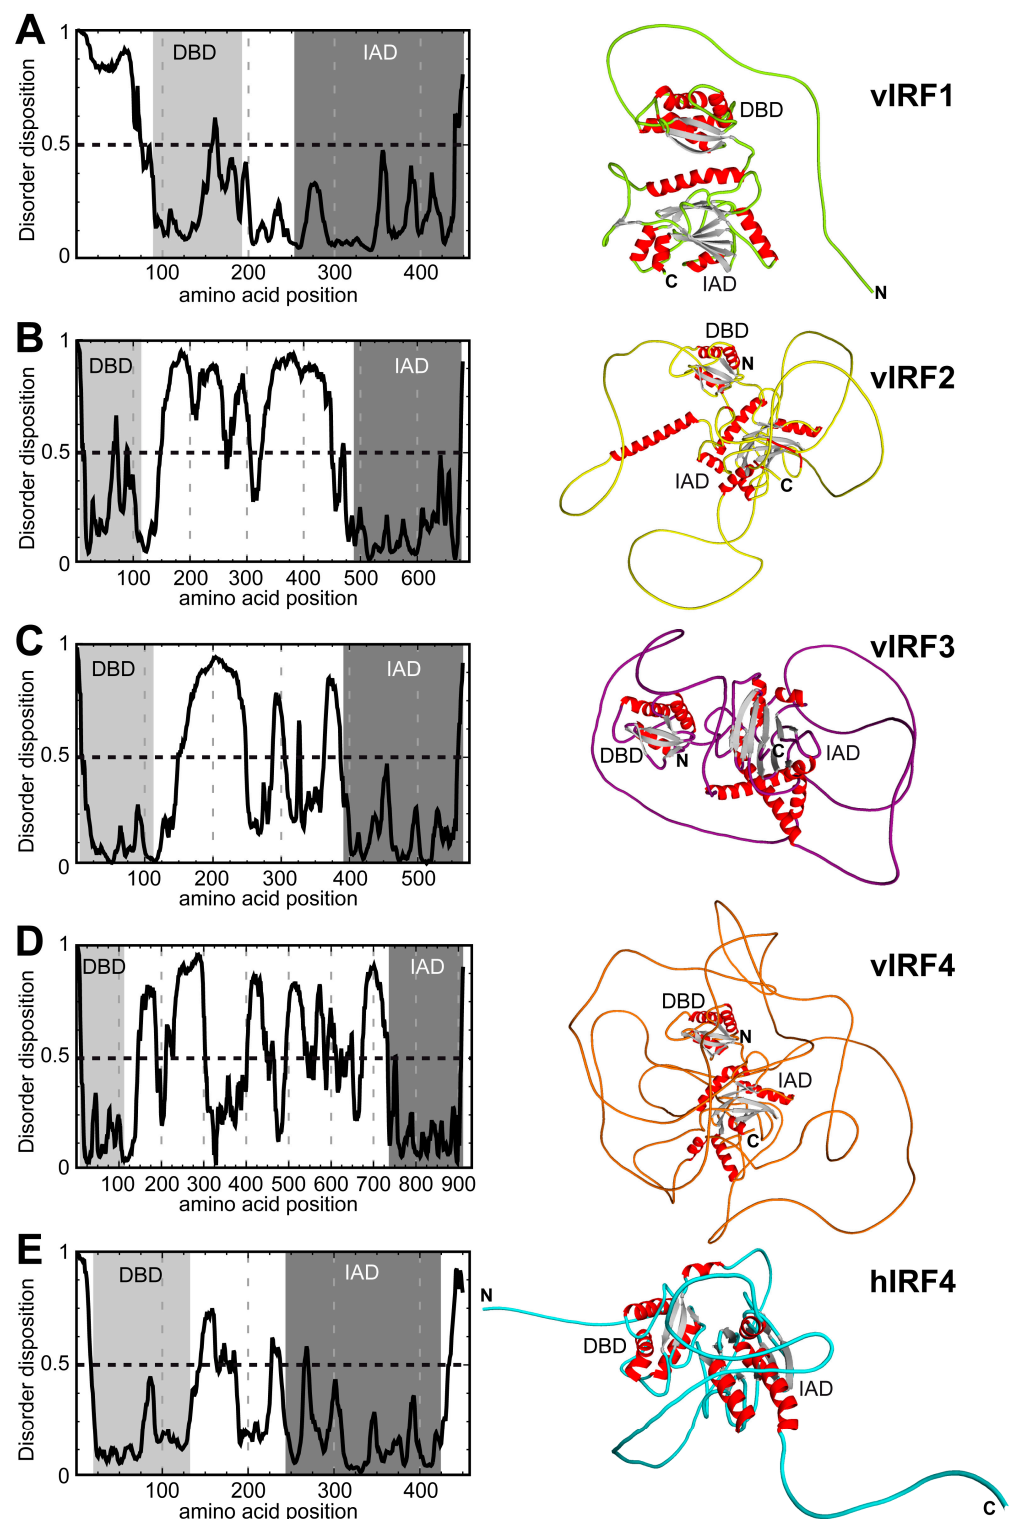 A
1
0.5
0
Disorder disposition
DBD
IAD
100
200
300
400
amino acid position
DBD
IAD
C
N
vIRF1
B
1
0.5
0
Disorder disposition
DBD
IAD
100
200
300
400
500
600
amino acid position
DBD
N
IAD
C
vIRF2
C
1
0.5
0
Disorder disposition
DBD
IAD
100
200
300
400
500
amino acid position
DBD
N
C
IAD
vIRF3
D
1
0.5
0
Disorder disposition
DBD
IAD
100
200
300
400
500
600
700
800
900
amino acid position
DBD
N
IAD
C
vIRF4
E
1
0.5
0
Disorder disposition
DBD
IAD
100
200
300
400
amino acid position
N
DBD
IAD
C
hIRF4